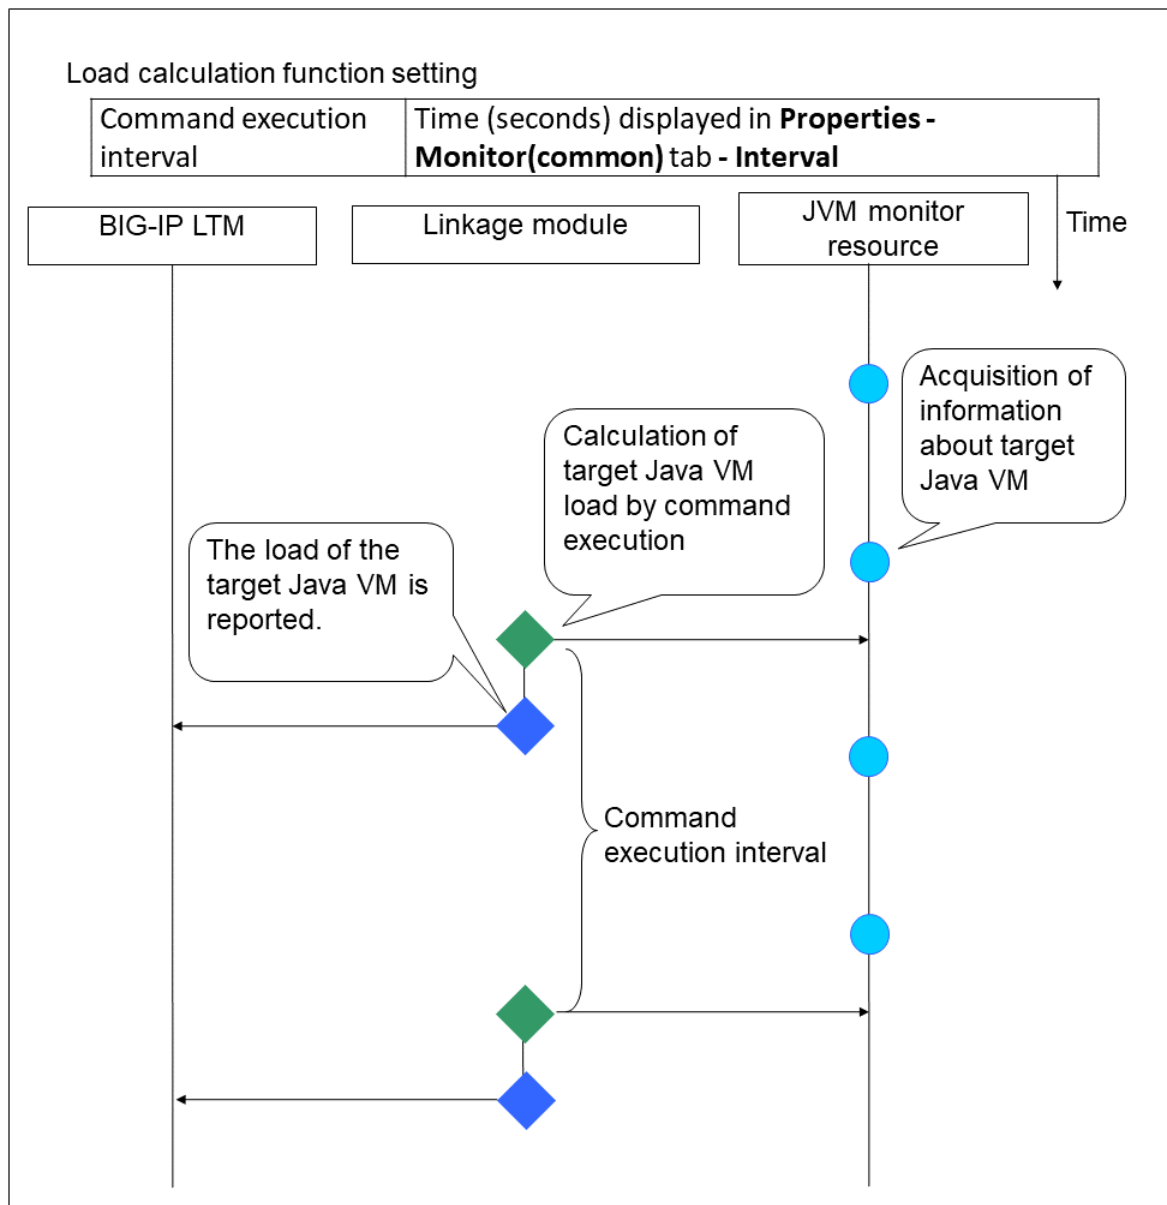 Load calculation function setting
Command execution
interval
Time (seconds) displayed in Properties -
Monitor(common) tab - Interval
BIG-IP LTM
Linkage module
JVM monitor
resource
Time
Acquisition of
information
about target
Java VM
Calculation of
target Java VM
load by command
execution
The load of the
target Java VM is
reported.
Command
execution interval